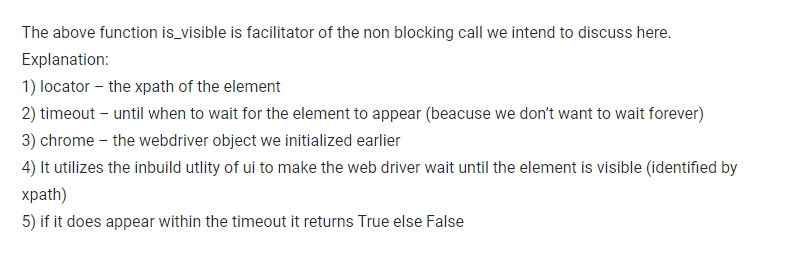 The above function is_visible is facilitator of the non blocking call we intend to discuss here.
Explanation:
1) locator – the xpath of the element
2) timeout – until when to wait for the element to appear (beacuse we don’t want to wait forever)
3) chrome – the webdriver object we initialized earlier
4) It utilizes the inbuild utlity of ui to make the web driver wait until the element is visible (identified by
xpath)
5) if it does appear within the timeout it returns True else False